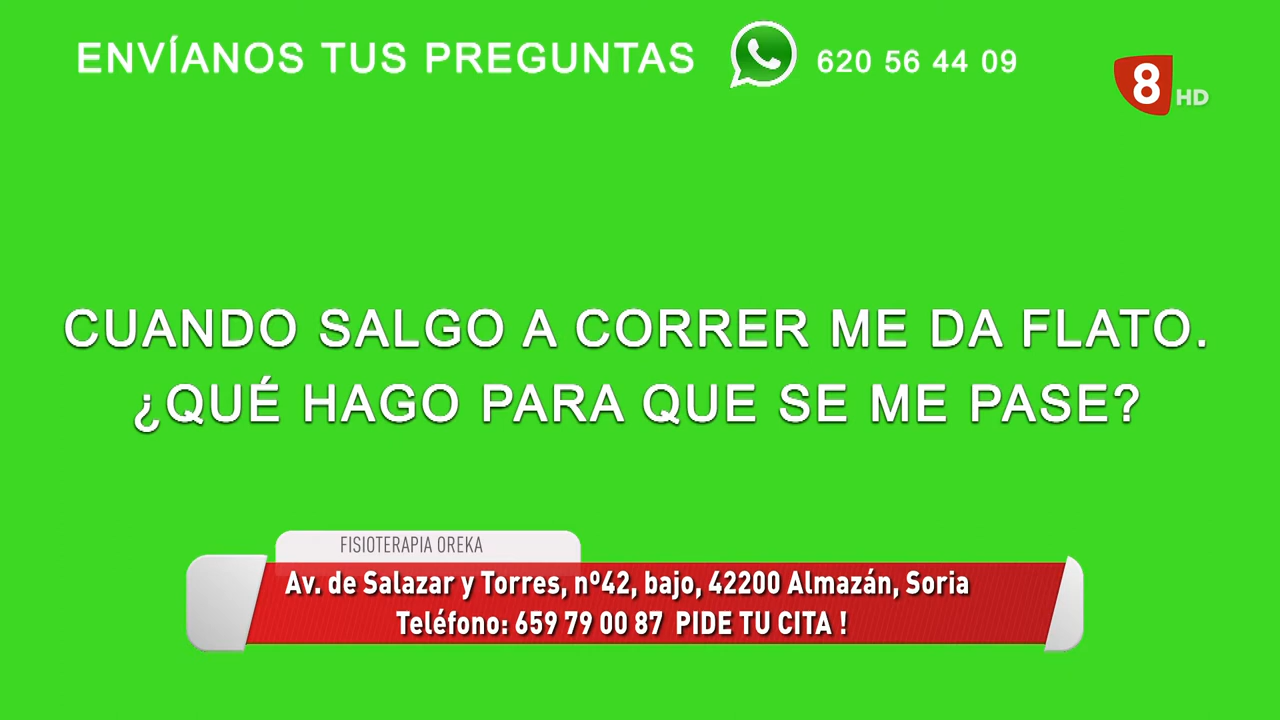 ENVÍANOS TUS PREGUNTAS 620 56 44 09
8 HD
CUANDO SALGO A CORRER ME DA FLATO.
¿QUÉ HAGO PARA QUE SE ME PASE?
FISIOTERAPIA OREKA
Av. de Salazar y Torres, nº42, bajo, 42200 Almazán, Soria
Teléfono: 659 79 00 87 PIDE TU CITA !